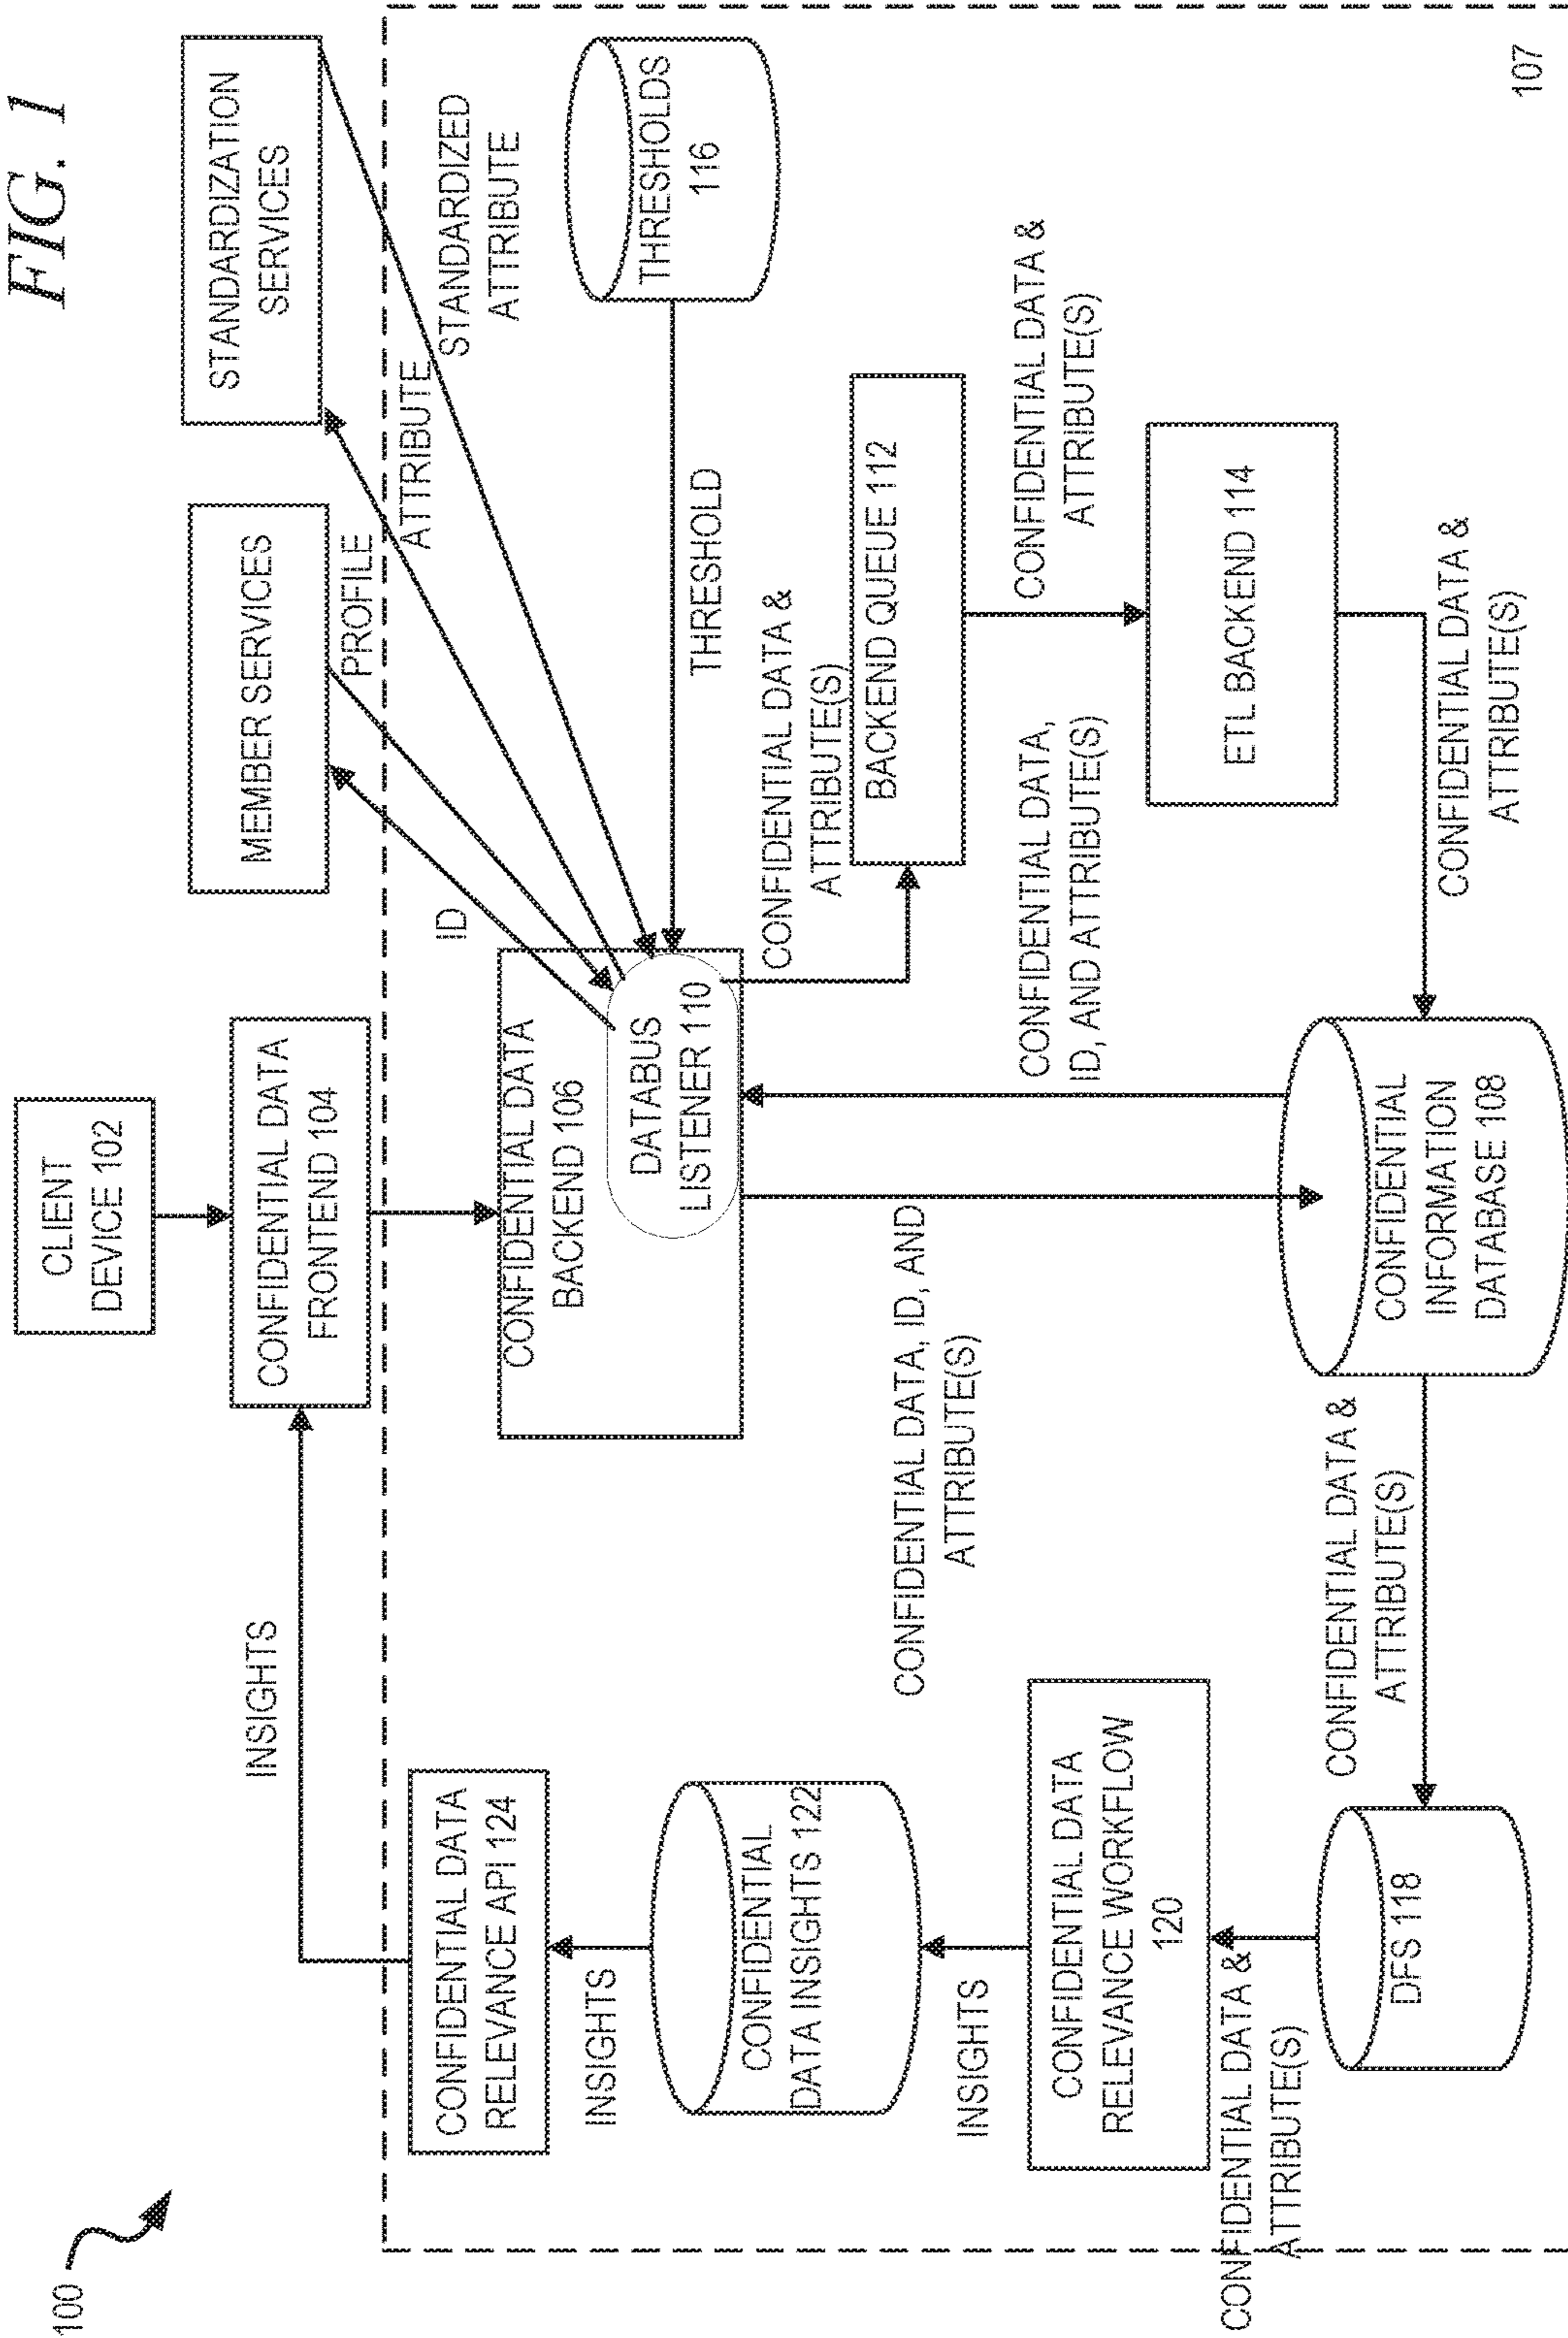 FIG. 1
100
CLIENT
DEVICE 102
INSIGHTS
CONFIDENTIAL DATA
FRONTEND 104
MEMBER SERVICES
STANDARDIZATION
SERVICES
ID
PROFILE
ATTRIBUTE
STANDARDIZED
ATTRIBUTE
CONFIDENTIAL DATA
RELEVANCE API 124
CONFIDENTIAL DATA
BACKEND 106
DATABUS
LISTENER 110
THRESHOLD
THRESHOLDS
116
INSIGHTS
CONFIDENTIAL
DATA INSIGHTS 122
CONFIDENTIAL DATA &
ATTRIBUTE(S)
BACKEND QUEUE 112
INSIGHTS
CONFIDENTIAL DATA, ID, AND
ATTRIBUTE(S)
CONFIDENTIAL DATA,
ID, AND ATTRIBUTE(S)
CONFIDENTIAL DATA &
ATTRIBUTE(S)
CONFIDENTIAL DATA
RELEVANCE WORKFLOW
120
ETL BACKEND 114
CONFIDENTIAL DATA &
ATTRIBUTE(S)
CONFIDENTIAL DATA &
ATTRIBUTE(S)
CONFIDENTIAL DATA &
ATTRIBUTE(S)
DFS 118
CONFIDENTIAL
INFORMATION
DATABASE 108
107